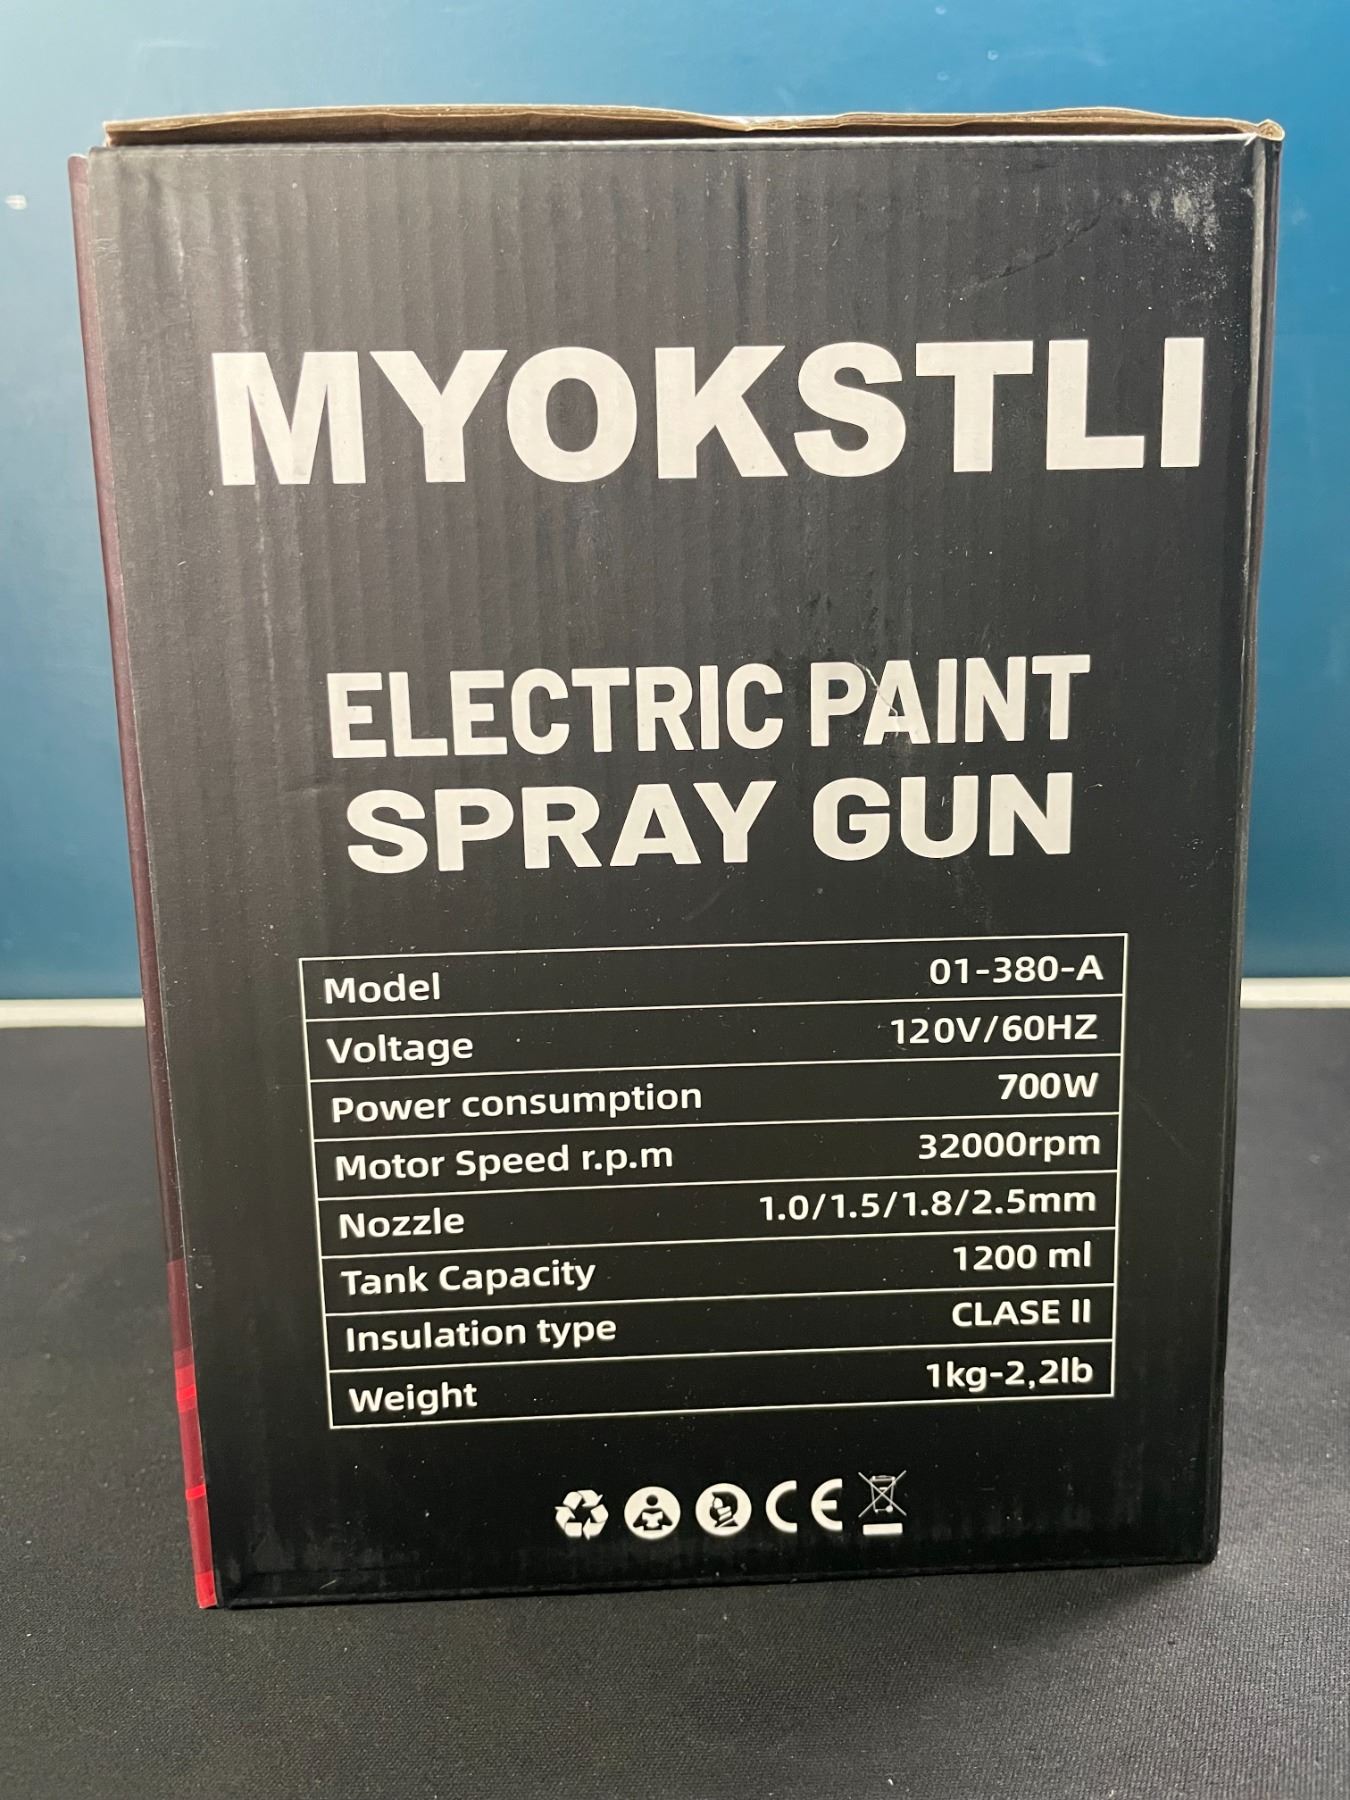 MYOKSTLI
ELECTRIC PAINT
SPRAY GUN
Model 01-380-A
Voltage 120V/60HZ
Power consumption 700W
Motor Speed r.p.m 32000rpm
Nozzle 1.0/1.5/1.8/2.5mm
Tank Capacity 1200 ml
Insulation type CLASE II
Weight 1kg-2,2lb
CE